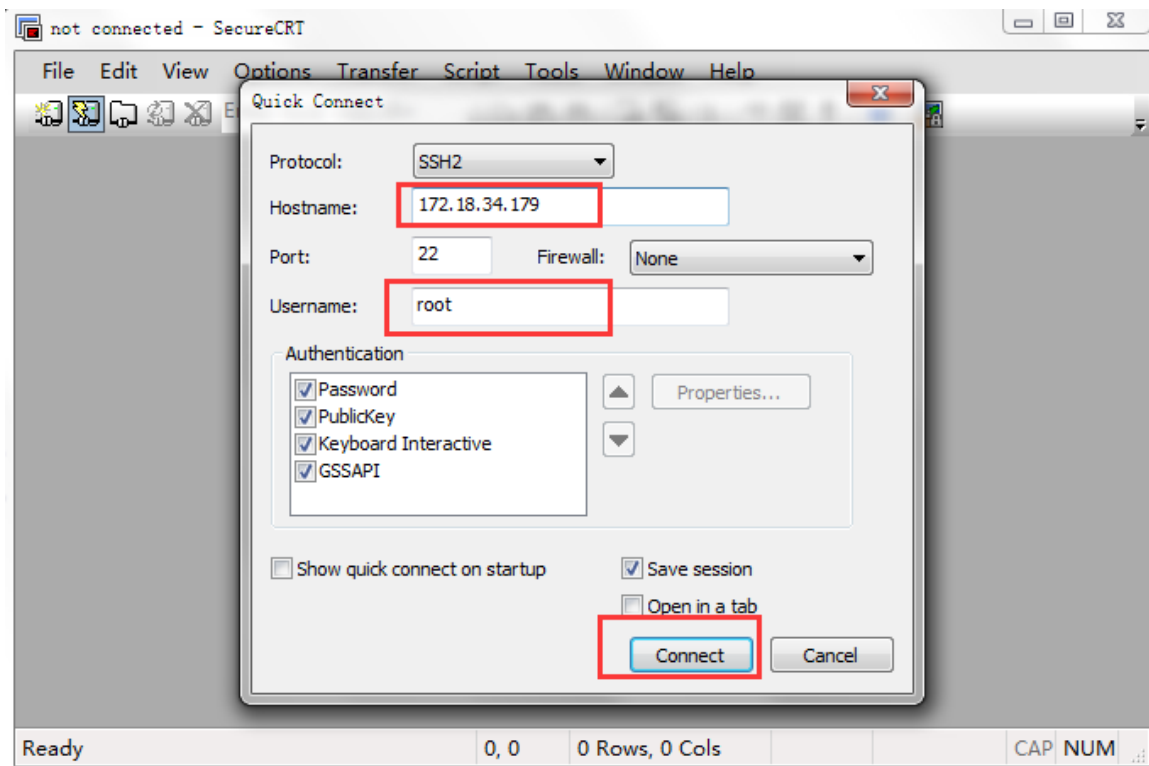 not connected - SecureCRT
File Edit View Options Transfer Script Tools Window Help
Quick Connect
Protocol: SSH2
Hostname: 172.18.34.179
Port: 22 Firewall: None
Username: root
Authentication
Password
PublicKey
Keyboard Interactive
GSSAPI
Properties...
Show quick connect on startup
Save session
Open in a tab
Connect Cancel
Ready 0, 0 0 Rows, 0 Cols CAP NUM